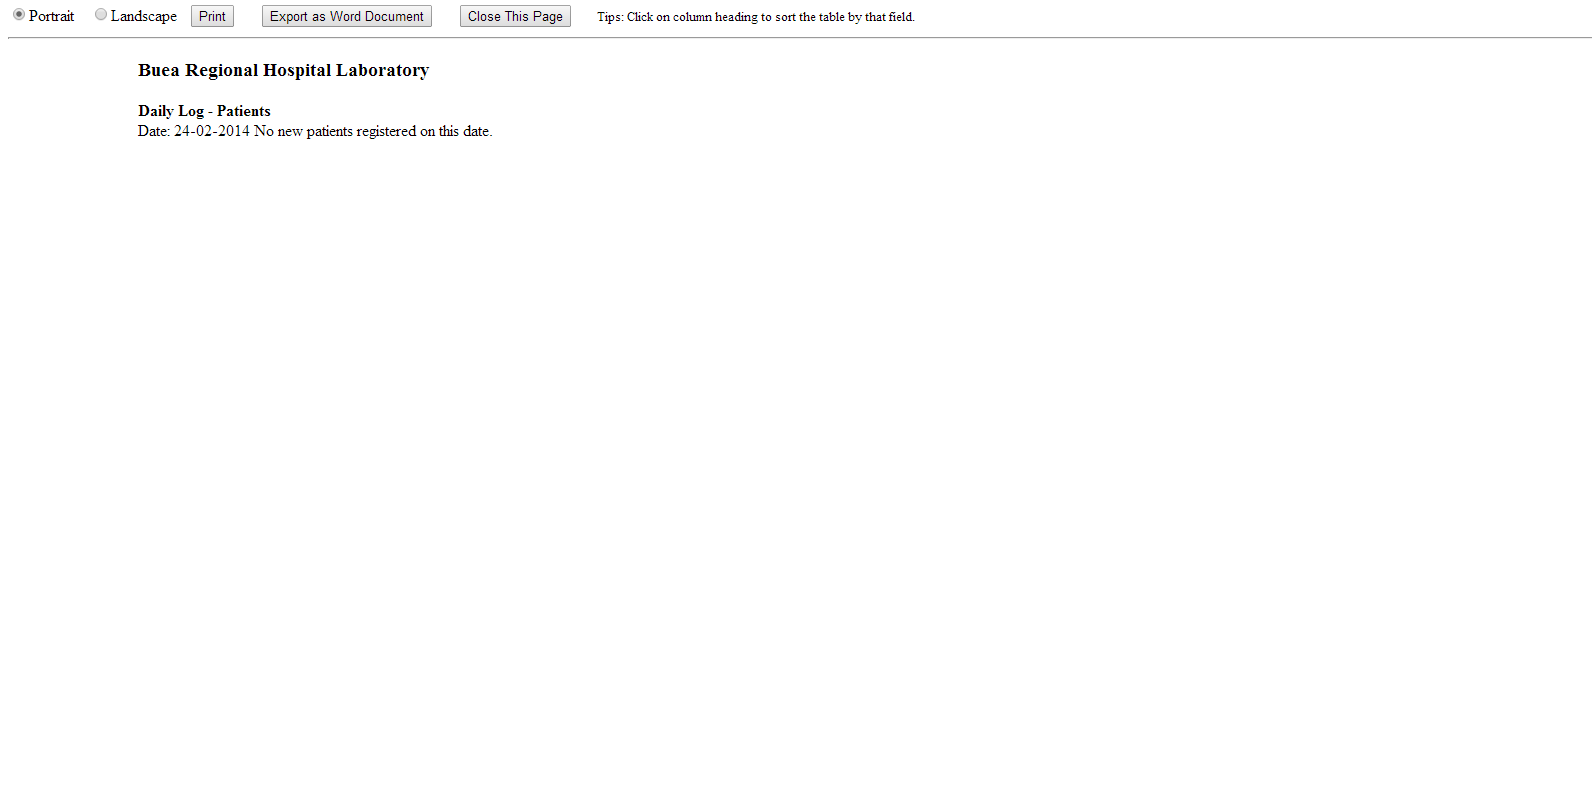 Portrait Landscape Print Export as Word Document Close This Page Tips: Click on column heading to sort the table by that field.
Buea Regional Hospital Laboratory
Daily Log - Patients
Date: 24-02-2014 No new patients registered on this date.